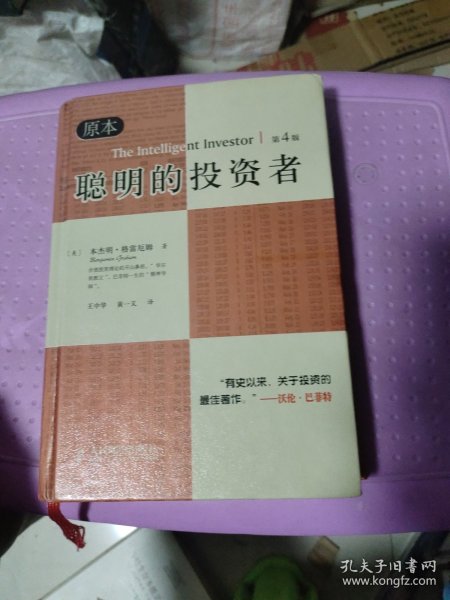 原本
The Intelligent Investor
第4版
聪明的投资者
[美] 本杰明·格雷厄姆 著
Benjamin Graham
王中华 黄一义 译
“有史以来，关于投资的
最佳著作。”——沃伦·巴菲特
孔夫子旧书网
www.kongfz.com